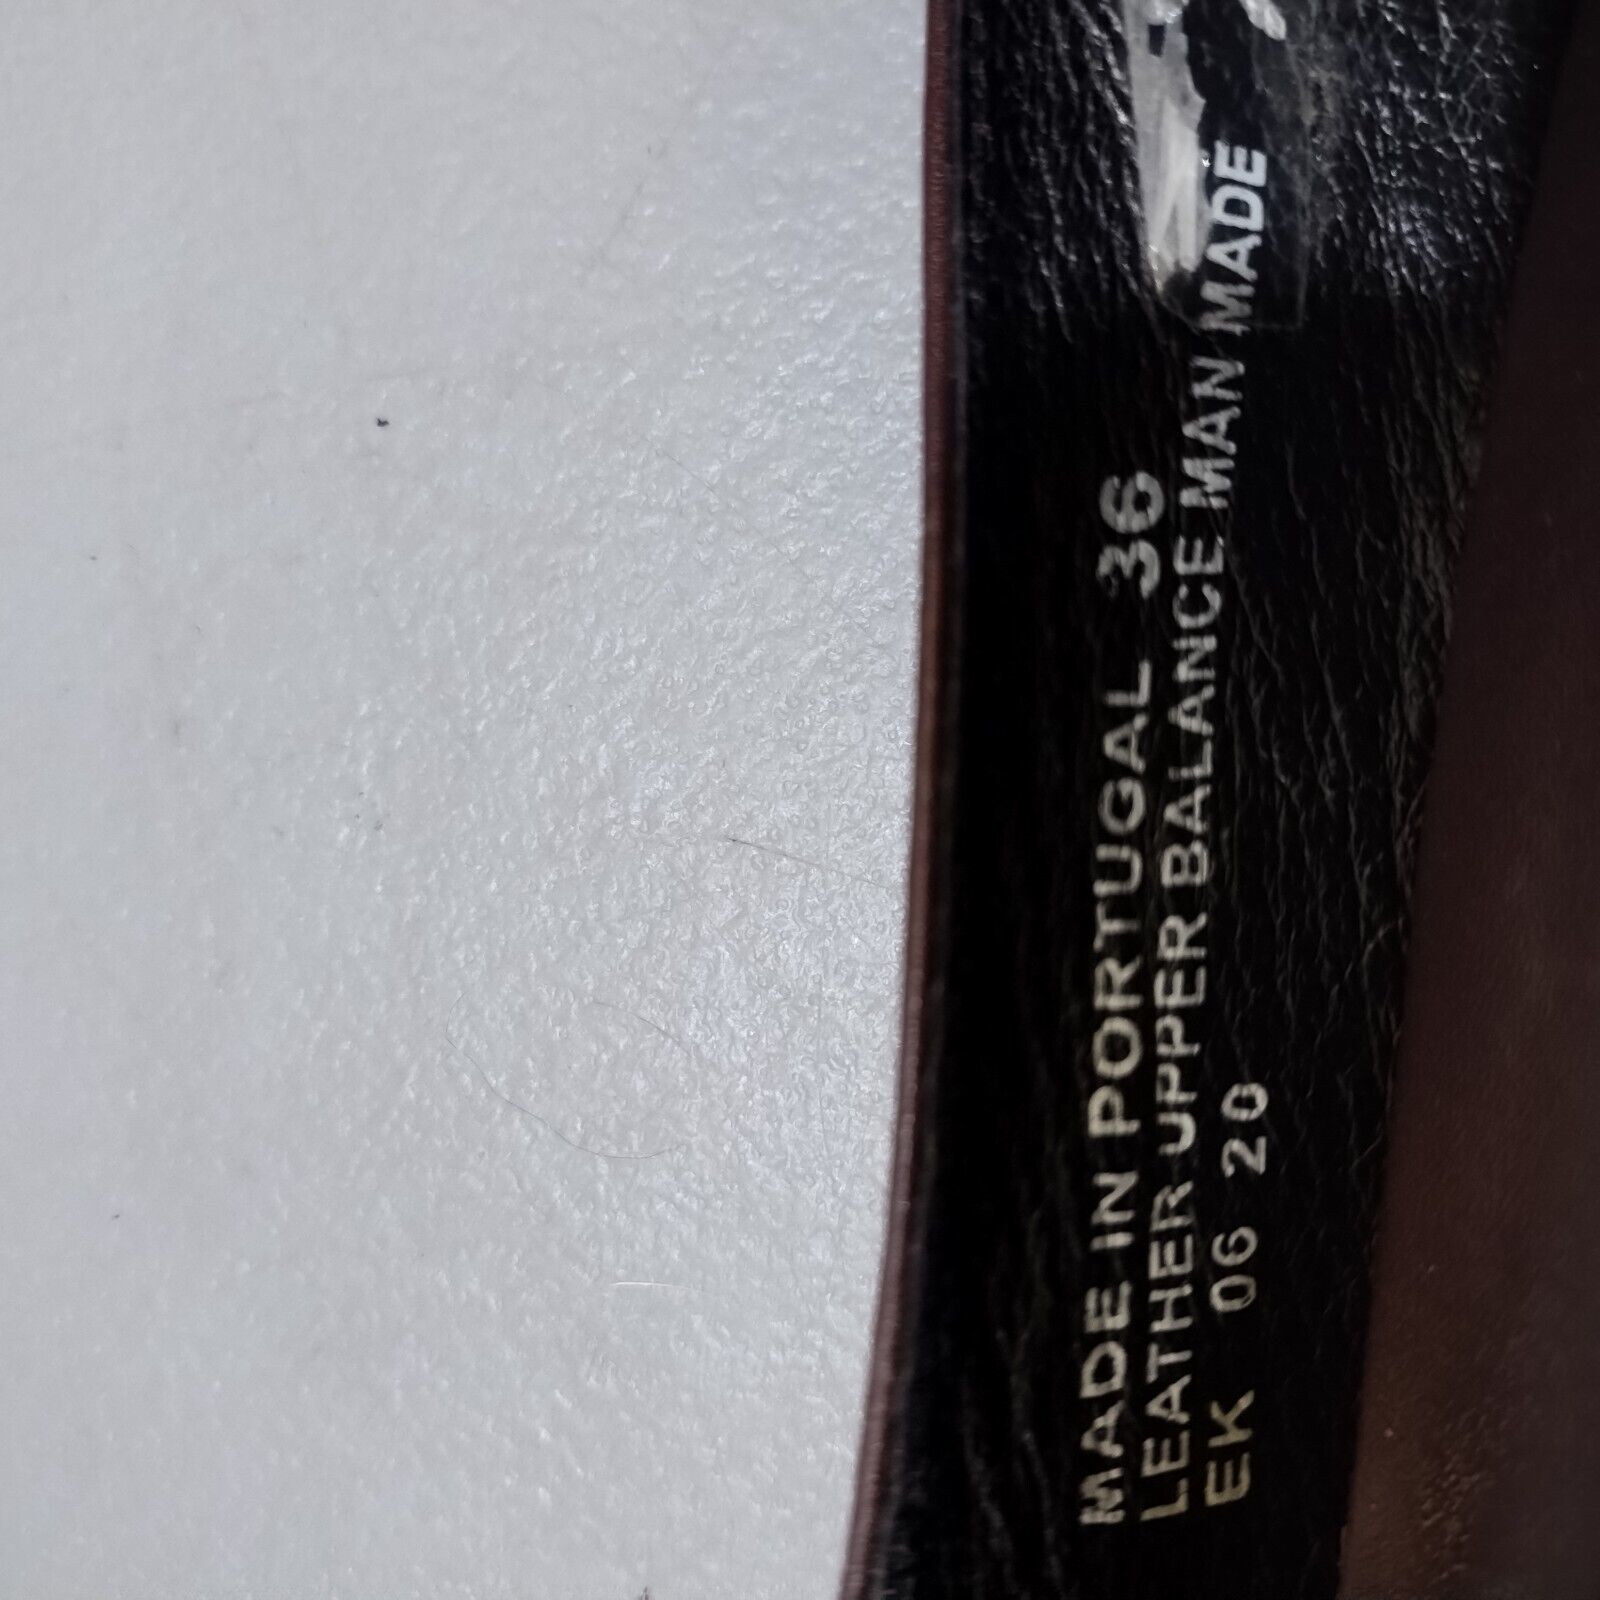 MADE IN PORTUGAL 36
LEATHER UPPER BALANCE MAN MADE
EK 06 20